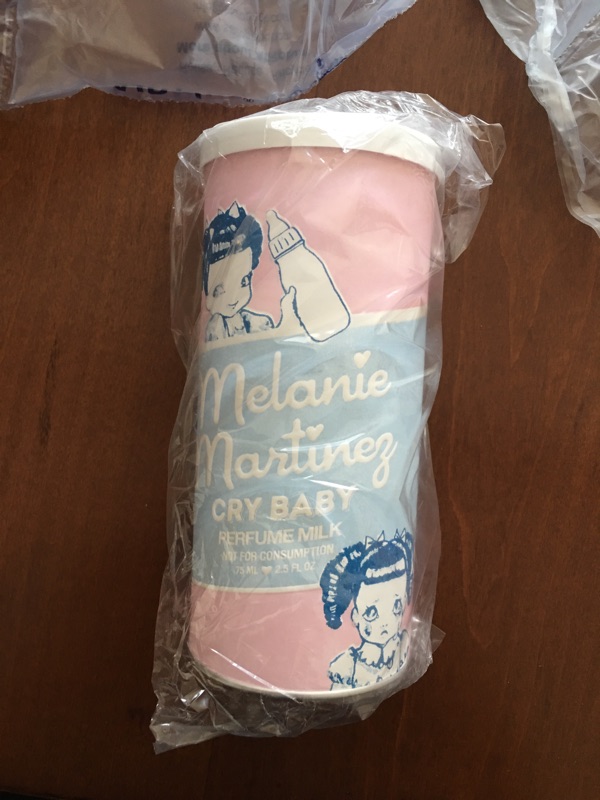 Melanie
Martinez
CRY BABY
PERFUME MILK
NOT FOR CONSUMPTION
75 ML ♥ 2.5 FL OZ